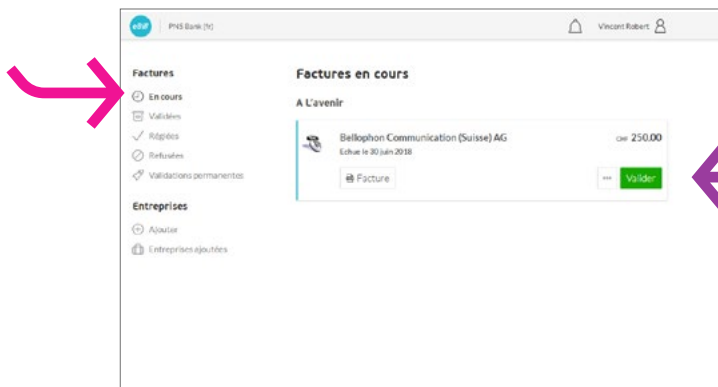 eBill PNS Bank (fr) Vincent Robert
Factures
En cours
Validées
Réglées
Refusées
Validations permanentes
Entreprises
Ajouter
Entreprises ajoutées
Factures en cours
A L'avenir
Bellophon Communication (Suisse) AG CHF 250.00
Echue le 30 juin 2018
Facture ... Valider